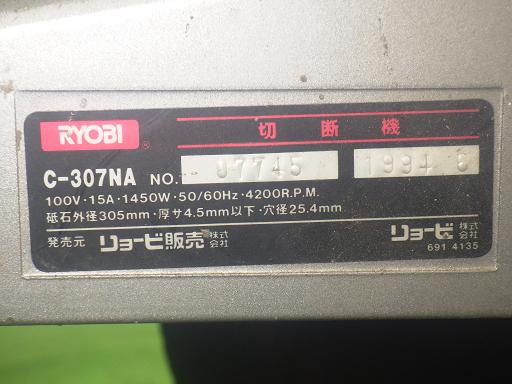 RYOBI 切断機
C-307NA NO. 07745 1994 6
100V・15A・1450W・50/60Hz・4200R.P.M.
砥石外径305mm・厚サ4.5mm以下・穴径25.4mm
発売元 リョービ販売株式会社 リョービ株式会社
691 4135